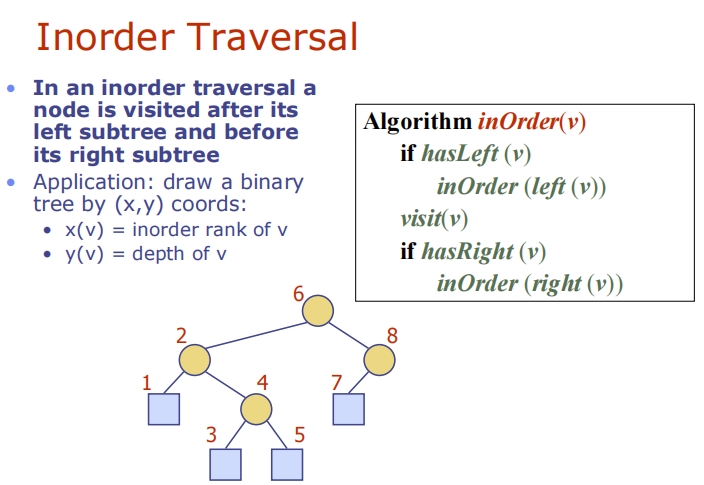 Inorder Traversal
• In an inorder traversal a
node is visited after its
left subtree and before
its right subtree
• Application: draw a binary
tree by (x,y) coords:
• x(v) = inorder rank of v
• y(v) = depth of v
Algorithm inOrder(v)
if hasLeft (v)
inOrder (left (v))
visit(v)
if hasRight (v)
inOrder (right (v))
6
2
8
1
4
7
3
5